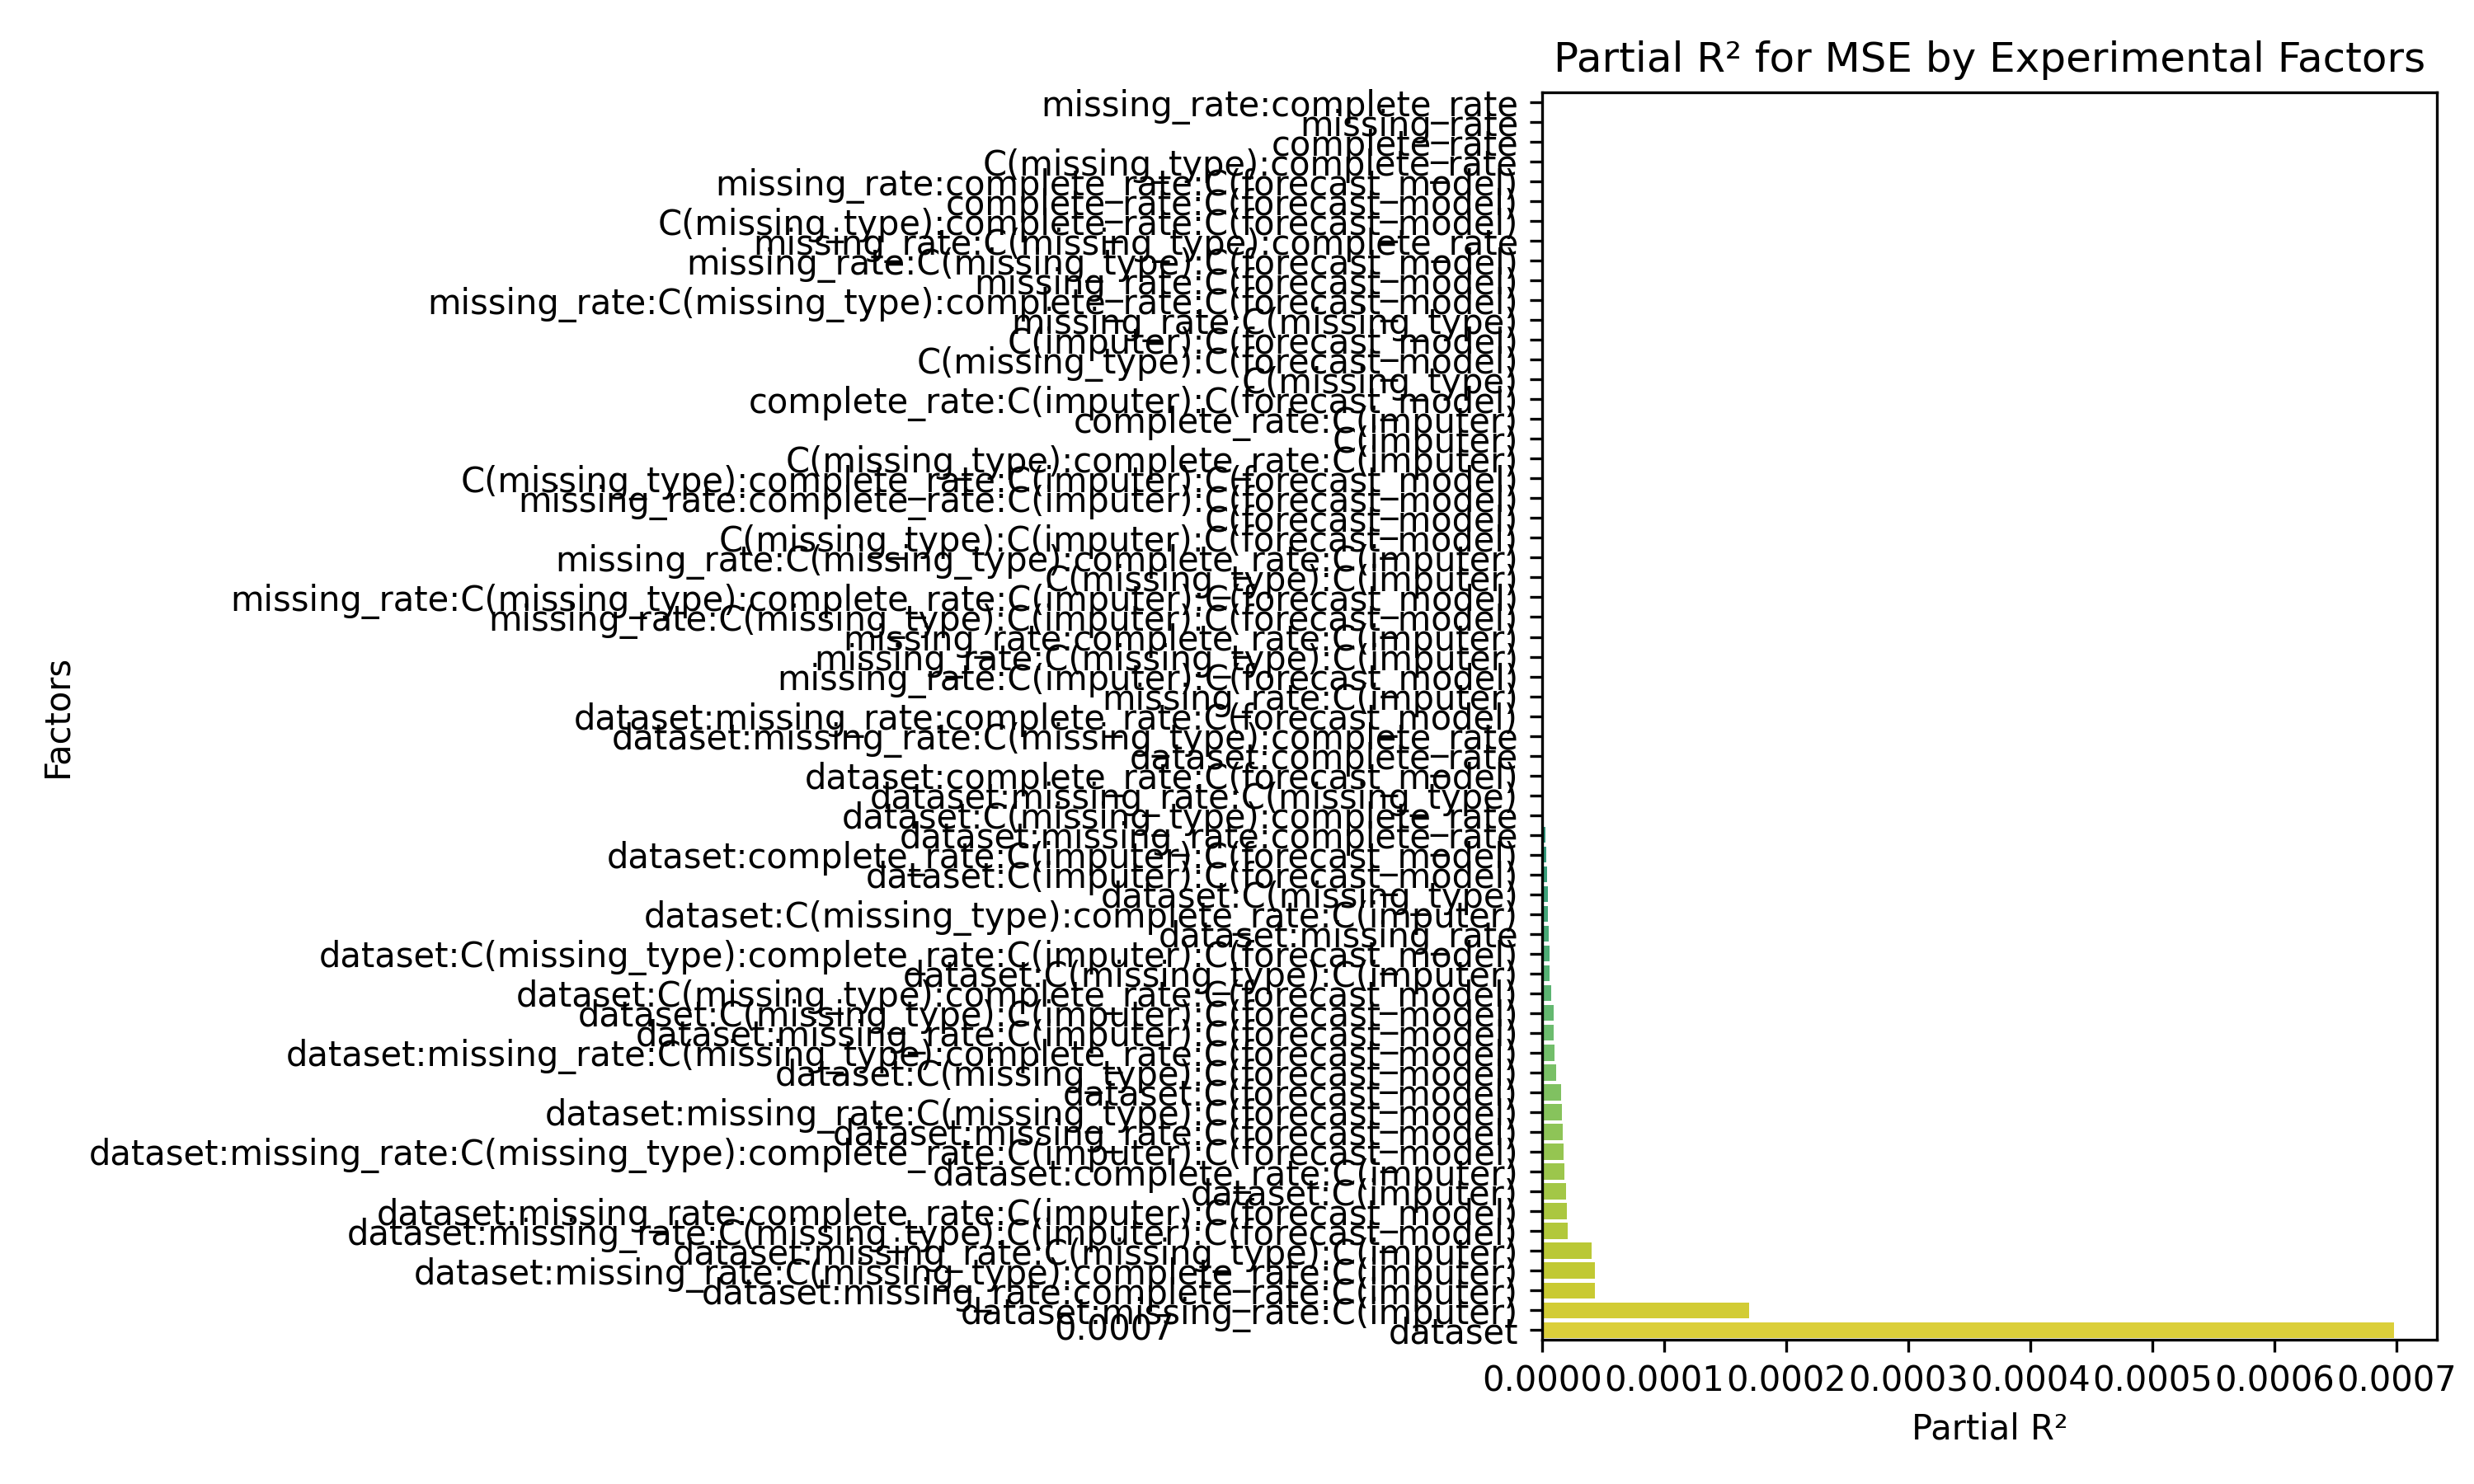 Partial R² for MSE by Experimental Factors
missing_rate:complete_rate
missing_rate
complete_rate
C(missing_type):complete_rate
missing_rate:complete_rate:C(forecast_model)
complete_rate:C(forecast_model)
C(missing_type):complete_rate:C(forecast_model)
missing_rate:C(missing_type):complete_rate
missing_rate:C(missing_type):C(forecast_model)
missing_rate:C(forecast_model)
missing_rate:C(missing_type):complete_rate:C(forecast_model)
missing_rate:C(missing_type)
C(imputer):C(forecast_model)
C(missing_type):C(forecast_model)
C(missing_type)
complete_rate:C(imputer):C(forecast_model)
complete_rate:C(imputer)
C(imputer)
C(missing_type):complete_rate:C(imputer)
C(missing_type):complete_rate:C(imputer):C(forecast_model)
missing_rate:complete_rate:C(imputer):C(forecast_model)
C(forecast_model)
C(missing_type):C(imputer):C(forecast_model)
missing_rate:C(missing_type):complete_rate:C(imputer)
C(missing_type):C(imputer)
missing_rate:C(missing_type):complete_rate:C(imputer):C(forecast_model)
missing_rate:C(missing_type):C(imputer):C(forecast_model)
missing_rate:complete_rate:C(imputer)
missing_rate:C(missing_type):C(imputer)
missing_rate:C(imputer):C(forecast_model)
missing_rate:C(imputer)
dataset:missing_rate:complete_rate:C(forecast_model)
dataset:missing_rate:C(missing_type):complete_rate
dataset:complete_rate
dataset:complete_rate:C(forecast_model)
dataset:missing_rate:C(missing_type)
dataset:C(missing_type):complete_rate
dataset:missing_rate:complete_rate
dataset:complete_rate:C(imputer):C(forecast_model)
dataset:C(imputer):C(forecast_model)
dataset:C(missing_type)
dataset:C(missing_type):complete_rate:C(imputer)
dataset:missing_rate
dataset:C(missing_type):complete_rate:C(imputer):C(forecast_model)
dataset:C(missing_type):C(imputer)
dataset:C(missing_type):complete_rate:C(forecast_model)
dataset:C(missing_type):C(imputer):C(forecast_model)
dataset:missing_rate:C(imputer):C(forecast_model)
dataset:missing_rate:C(missing_type):complete_rate:C(forecast_model)
dataset:C(missing_type):C(forecast_model)
dataset:C(forecast_model)
dataset:missing_rate:C(missing_type):C(forecast_model)
dataset:missing_rate:C(forecast_model)
dataset:missing_rate:C(missing_type):complete_rate:C(imputer):C(forecast_model)
dataset:complete_rate:C(imputer)
dataset:C(imputer)
dataset:missing_rate:complete_rate:C(imputer):C(forecast_model)
dataset:missing_rate:C(missing_type):C(imputer):C(forecast_model)
dataset:missing_rate:C(missing_type):C(imputer)
dataset:missing_rate:C(missing_type):complete_rate:C(imputer)
dataset:missing_rate:complete_rate:C(imputer)
dataset:missing_rate:C(imputer)
0.0007
dataset
Factors
0.0000 0.0001 0.0002 0.0003 0.0004 0.0005 0.0006 0.0007
Partial R²